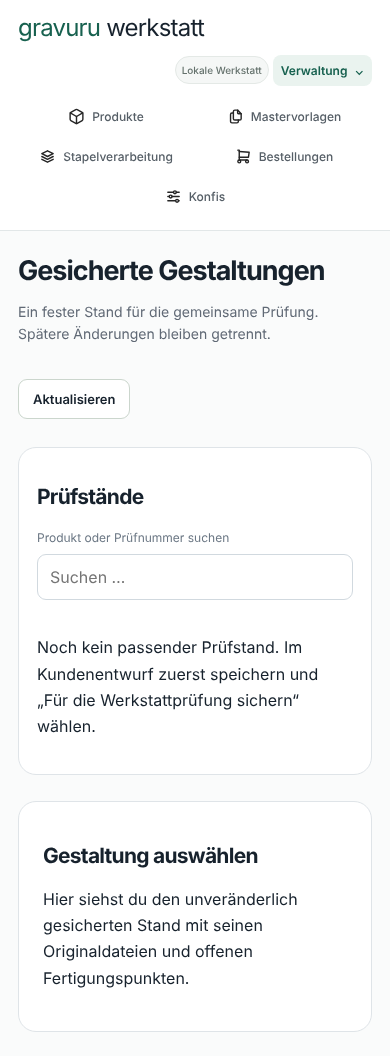 gravuru werkstatt
Lokale Werkstatt
Verwaltung
Produkte
Mastervorlagen
Stapelverarbeitung
Bestellungen
Konfis
Gesicherte Gestaltungen
Ein fester Stand für die gemeinsame Prüfung.
Spätere Änderungen bleiben getrennt.
Aktualisieren
Prüfstände
Produkt oder Prüfnummer suchen
Suchen …
Noch kein passender Prüfstand. Im
Kundenentwurf zuerst speichern und
„Für die Werkstattprüfung sichern“
wählen.
Gestaltung auswählen
Hier siehst du den unveränderlich
gesicherten Stand mit seinen
Originaldateien und offenen
Fertigungspunkten.